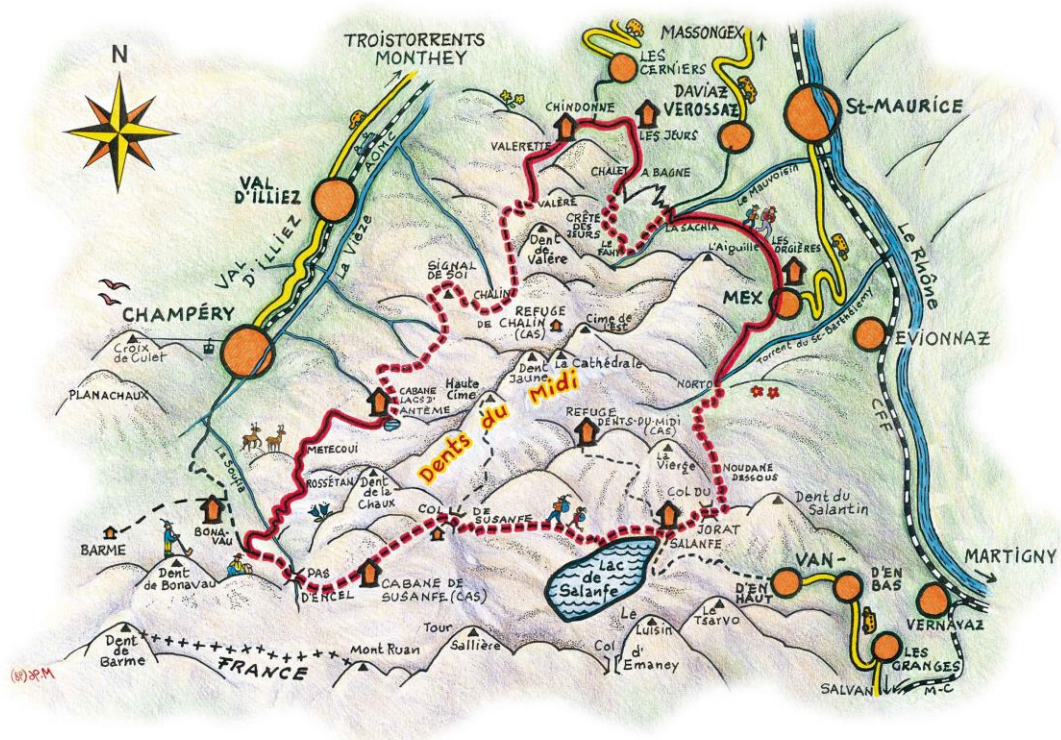 N
TROISTORRENTS
MONTHEY
MASSONGEX
LES
CERNIERS
DAVIAZ
VEROSSAZ
ST-MAURICE
CHINDONNE
LES JEURS
VALERETTE
CHALET A BAGNE
AOMC
VAL
D'ILLIEZ
La Vièze
VAL
D'ILLIEZ
Le Mauvoisin
VALÈRE
CRÊTE
DES
JEURS
LE
FAHY
LA SACHIA
Dent
de
Valère
L'Aiguille
LES
ORGIÈRES
Le Rhône
SIGNAL
DE SOI
CHALIN
MEX
CHAMPÉRY
REFUGE
DE CHALIN
(CAS)
Cime de
l'Est
Torrent du St-Barthélemy
EVIONNAZ
Croix
de Culet
La Cathédrale
Dent
Jaune
PLANACHAUX
CABANE
LACS D'
ANTÈME
Haute
Cime
NORTO
CFF
Dents du Midi
REFUGE
DENTS-DU-MIDI
(CAS)
METECOUI
La Soufla
ROSSÉTAN
Dent
de la
Chaux
La
Vierge
NOUDANE
DESSOUS
COL
DE
SUSANFE
COL DU
JORAT
Dent du
Salantin
BONA-
VAU
BARME
SALANFE
Dent
de Bonavau
PAS
D'ENCEL
CABANE DE
SUSANFE (CAS)
Lac
de
Salanfe
VAN-
D'EN
HAUT
D'EN
BAS
MARTIGNY
VERNAYAZ
Dent
de
Barme
FRANCE
Mont Ruan
Tour
Sallière
Le
Luisin
Col
d'
Emaney
Le
Tsarvo
LES
GRANGES
SALVAN
M-C